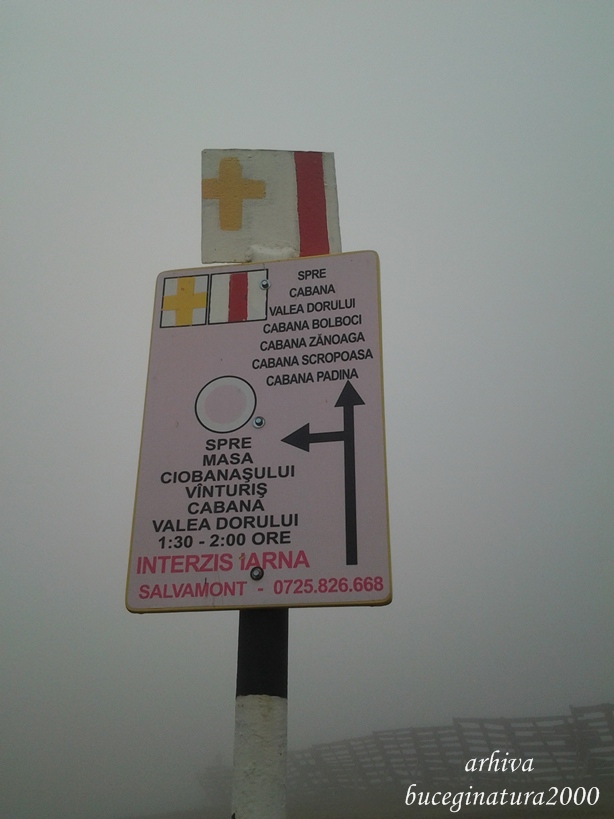 SPRE
CABANA
VALEA DORULUI
CABANA BOLBOCI
CABANA ZĂNOAGA
CABANA SCROPOASA
CABANA PADINA
SPRE
MASA
CIOBANAŞULUI
VÎNTURIŞ
CABANA
VALEA DORULUI
1:30 - 2:00 ORE
INTERZIS IARNA
SALVAMONT - 0725.826.668
arhiva
buceginatura2000